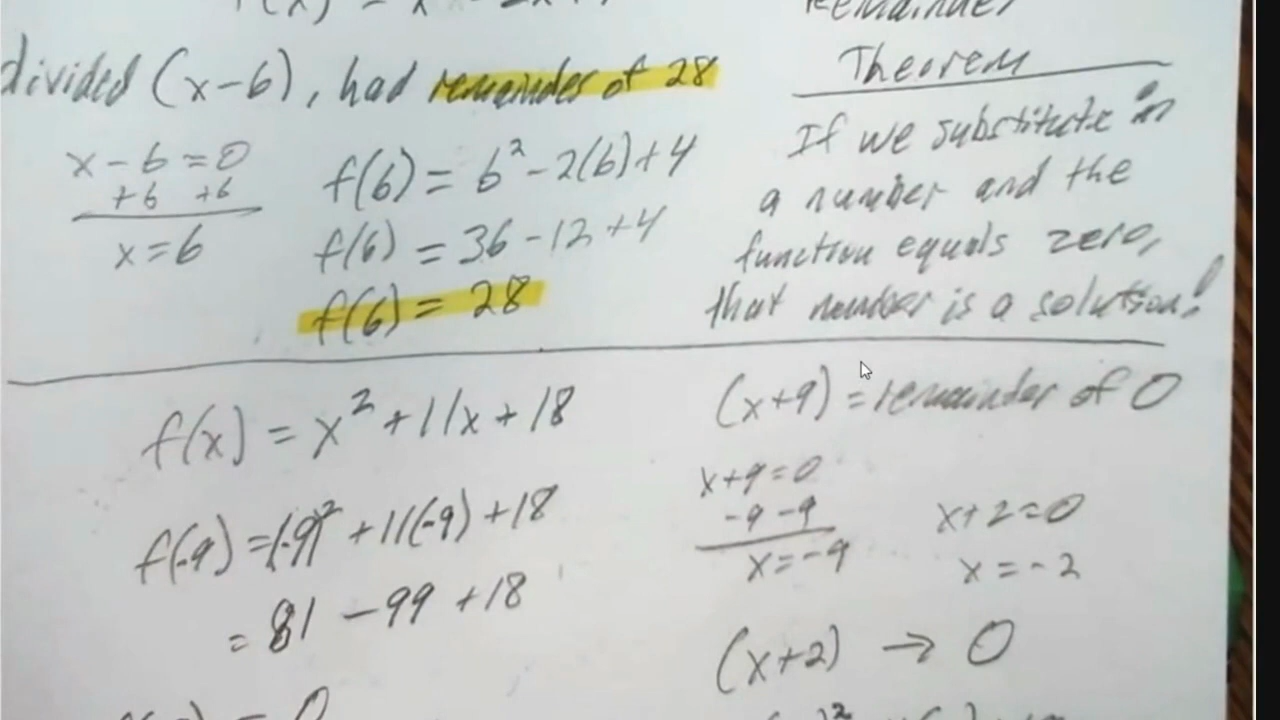 Remainder
Theorem
divided (x-6), had remainder of 28
x - 6 = 0
+6 +6
x = 6
f(6) = 6² - 2(6) + 4
f(6) = 36 - 12 + 4
f(6) = 28
If we substitute in
a number and the
function equals zero,
that number is a solution!
f(x) = x² + 11x + 18
f(-9) = (-9)² + 11(-9) + 18
= 81 - 99 + 18
(x+9) = remainder of 0
x+9=0
-9 -9
x = -9
x+2=0
x = -2
(x+2) → 0